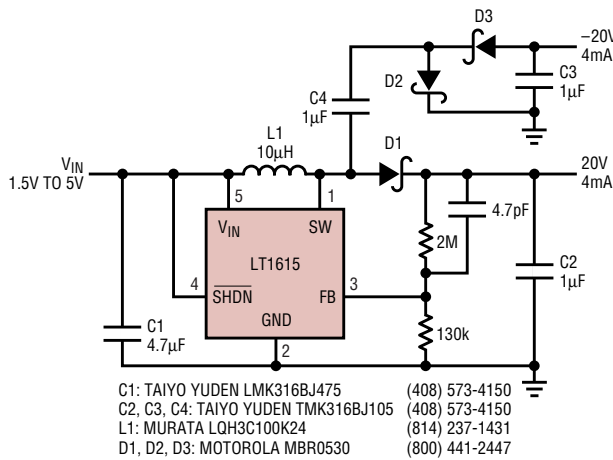 D3
–20V
4mA
D2
C3
1µF
C4
1µF
L1
10µH
D1
VIN
1.5V TO 5V
20V
4mA
5
1
VIN
SW
4.7pF
2M
LT1615
C2
1µF
4
SHDN
FB
3
GND
130k
C1
4.7µF
2
C1: TAIYO YUDEN LMK316BJ475 (408) 573-4150
C2, C3, C4: TAIYO YUDEN TMK316BJ105 (408) 573-4150
L1: MURATA LQH3C100K24 (814) 237-1431
D1, D2, D3: MOTOROLA MBR0530 (800) 441-2447